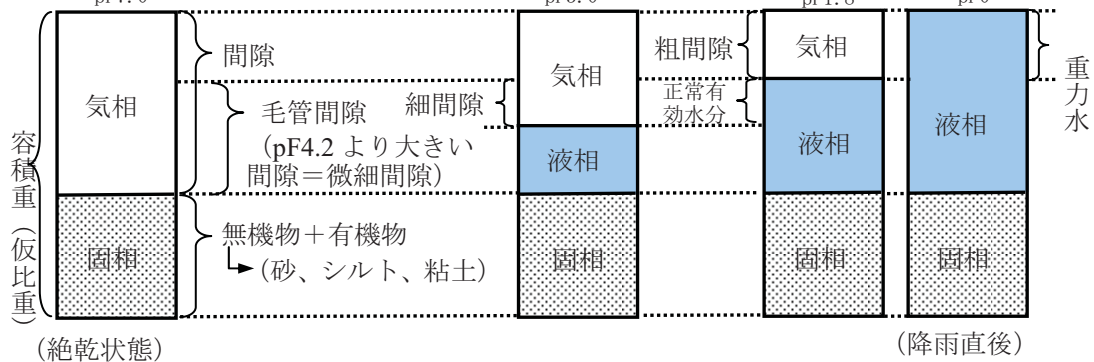 間隙
気相
毛管間隙
(pF4.2 より大きい
間隙＝微細間隙)
容積重(仮比重)
固相
無機物＋有機物
(砂、シルト、粘土)
(絶乾状態)
気相
細間隙
液相
固相
粗間隙
気相
正常有
効水分
液相
固相
液相
重力水
固相
(降雨直後)